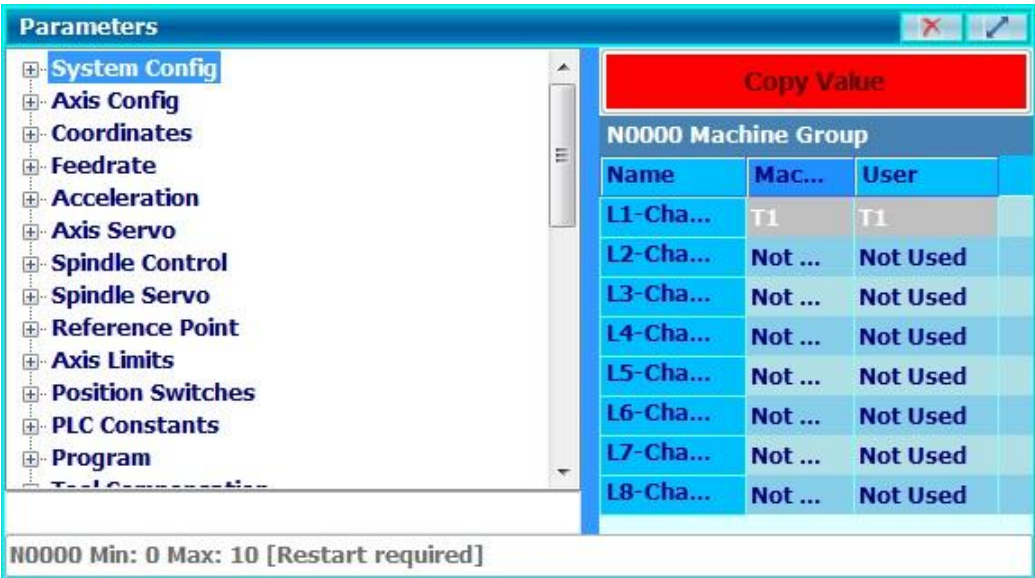 Parameters
System Config
Axis Config
Coordinates
Feedrate
Acceleration
Axis Servo
Spindle Control
Spindle Servo
Reference Point
Axis Limits
Position Switches
PLC Constants
Program
Tool Compensation
Copy Value
N0000 Machine Group
Name Mac... User
L1-Cha... T1 T1
L2-Cha... Not ... Not Used
L3-Cha... Not ... Not Used
L4-Cha... Not ... Not Used
L5-Cha... Not ... Not Used
L6-Cha... Not ... Not Used
L7-Cha... Not ... Not Used
L8-Cha... Not ... Not Used
N0000 Min: 0 Max: 10 [Restart required]